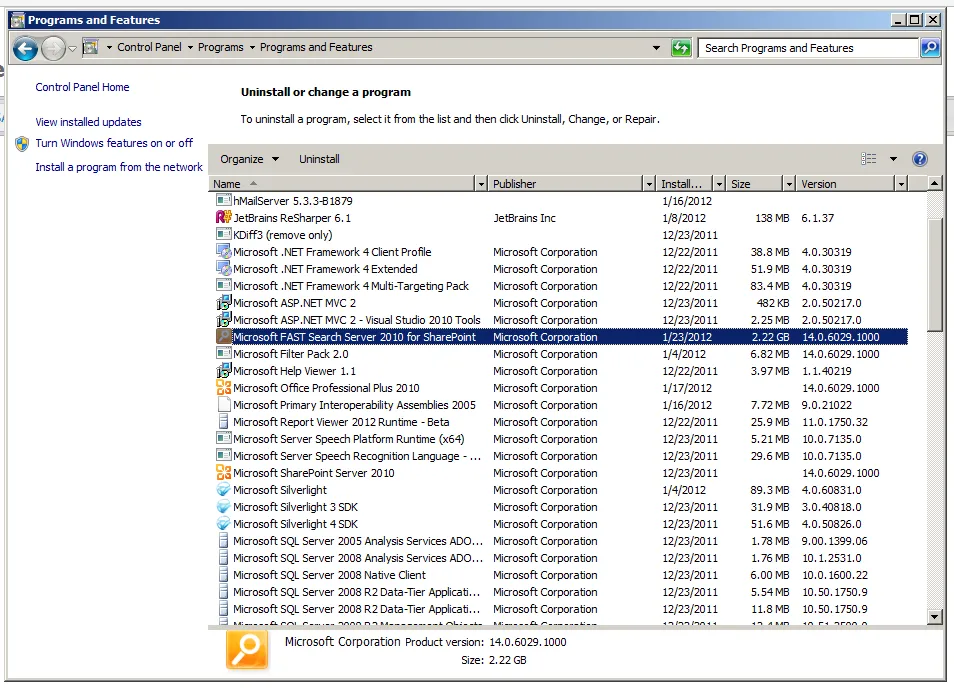 Programs and Features
Control Panel Programs Programs and Features Search Programs and Features
Control Panel Home
View installed updates
Turn Windows features on or off
Install a program from the network
Uninstall or change a program
To uninstall a program, select it from the list and then click Uninstall, Change, or Repair.
Organize Uninstall
Name Publisher Install... Size Version
hMailServer 5.3.3-B1879 1/16/2012
JetBrains ReSharper 6.1 JetBrains Inc 1/8/2012 138 MB 6.1.37
KDiff3 (remove only) 12/23/2011
Microsoft .NET Framework 4 Client Profile Microsoft Corporation 12/22/2011 38.8 MB 4.0.30319
Microsoft .NET Framework 4 Extended Microsoft Corporation 12/22/2011 51.9 MB 4.0.30319
Microsoft .NET Framework 4 Multi-Targeting Pack Microsoft Corporation 12/22/2011 83.4 MB 4.0.30319
Microsoft ASP.NET MVC 2 Microsoft Corporation 12/23/2011 482 KB 2.0.50217.0
Microsoft ASP.NET MVC 2 - Visual Studio 2010 Tools Microsoft Corporation 12/23/2011 2.25 MB 2.0.50217.0
Microsoft FAST Search Server 2010 for SharePoint Microsoft Corporation 1/23/2012 2.22 GB 14.0.6029.1000
Microsoft Filter Pack 2.0 Microsoft Corporation 1/4/2012 6.82 MB 14.0.6029.1000
Microsoft Help Viewer 1.1 Microsoft Corporation 12/22/2011 3.97 MB 1.1.40219
Microsoft Office Professional Plus 2010 Microsoft Corporation 1/17/2012 14.0.6029.1000
Microsoft Primary Interoperability Assemblies 2005 Microsoft Corporation 1/16/2012 7.72 MB 9.0.21022
Microsoft Report Viewer 2012 Runtime - Beta Microsoft Corporation 12/22/2011 25.9 MB 11.0.1750.32
Microsoft Server Speech Platform Runtime (x64) Microsoft Corporation 12/23/2011 5.21 MB 10.0.7135.0
Microsoft Server Speech Recognition Language - ... Microsoft Corporation 12/23/2011 29.6 MB 10.0.7135.0
Microsoft SharePoint Server 2010 Microsoft Corporation 12/23/2011 14.0.6029.1000
Microsoft Silverlight Microsoft Corporation 1/4/2012 89.3 MB 4.0.60831.0
Microsoft Silverlight 3 SDK Microsoft Corporation 12/23/2011 31.9 MB 3.0.40818.0
Microsoft Silverlight 4 SDK Microsoft Corporation 12/23/2011 51.6 MB 4.0.50826.0
Microsoft SQL Server 2005 Analysis Services ADO... Microsoft Corporation 12/23/2011 1.78 MB 9.00.1399.06
Microsoft SQL Server 2008 Analysis Services ADO... Microsoft Corporation 12/23/2011 1.76 MB 10.1.2531.0
Microsoft SQL Server 2008 Native Client Microsoft Corporation 12/23/2011 6.00 MB 10.0.1600.22
Microsoft SQL Server 2008 R2 Data-Tier Applicati... Microsoft Corporation 12/23/2011 5.54 MB 10.50.1750.9
Microsoft SQL Server 2008 R2 Data-Tier Applicati... Microsoft Corporation 12/23/2011 11.8 MB 10.50.1750.9
Microsoft Corporation Product version: 14.0.6029.1000
Size: 2.22 GB